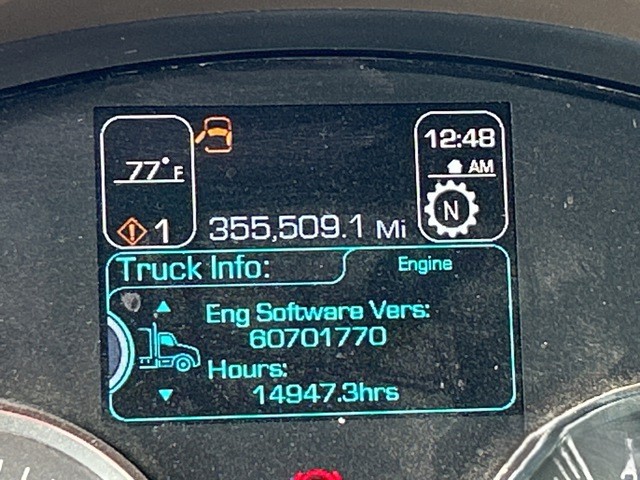 77°F
1
355,509.1 Mi
12:48
AM
N
Truck Info:
Engine
Eng Software Vers:
60701770
Hours:
14947.3hrs